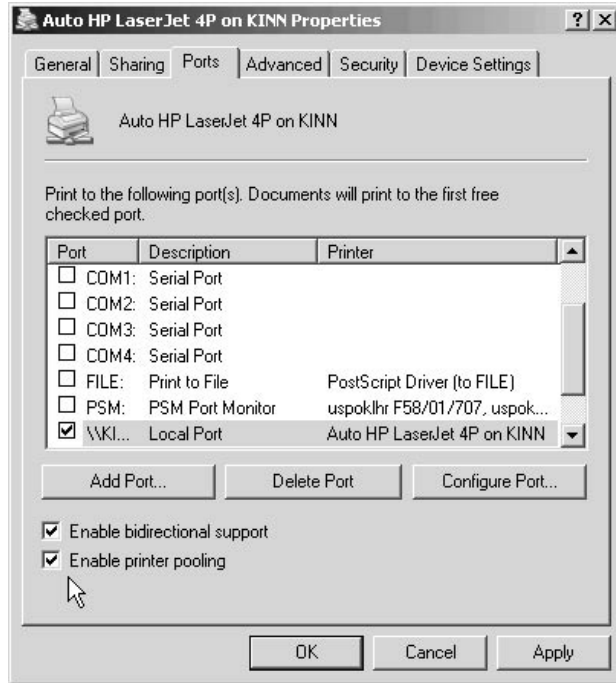 Auto HP LaserJet 4P on KINN Properties
General Sharing Ports Advanced Security Device Settings
Auto HP LaserJet 4P on KINN
Print to the following port(s). Documents will print to the first free
checked port.
Port Description Printer
COM1: Serial Port
COM2: Serial Port
COM3: Serial Port
COM4: Serial Port
FILE: Print to File PostScript Driver (to FILE)
PSM: PSM Port Monitor uspoklhr F58/01/707, uspok...
\\KI... Local Port Auto HP LaserJet 4P on KINN
Add Port... Delete Port Configure Port...
Enable bidirectional support
Enable printer pooling
OK Cancel Apply